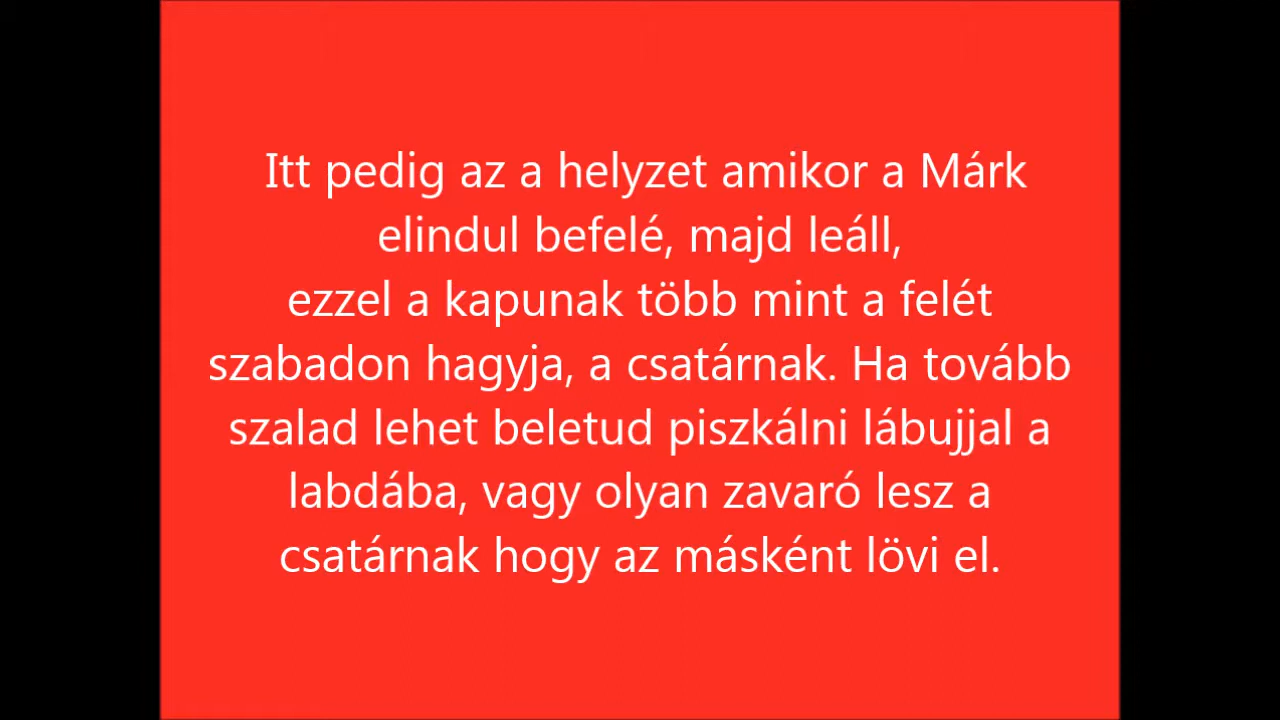 Itt pedig az a helyzet amikor a Márk
elindul befelé, majd leáll,
ezzel a kapunak több mint a felét
szabadon hagyja, a csatárnak. Ha tovább
szalad lehet beletud piszkálni lábujjal a
labdába, vagy olyan zavaró lesz a
csatárnak hogy az másként lövi el.